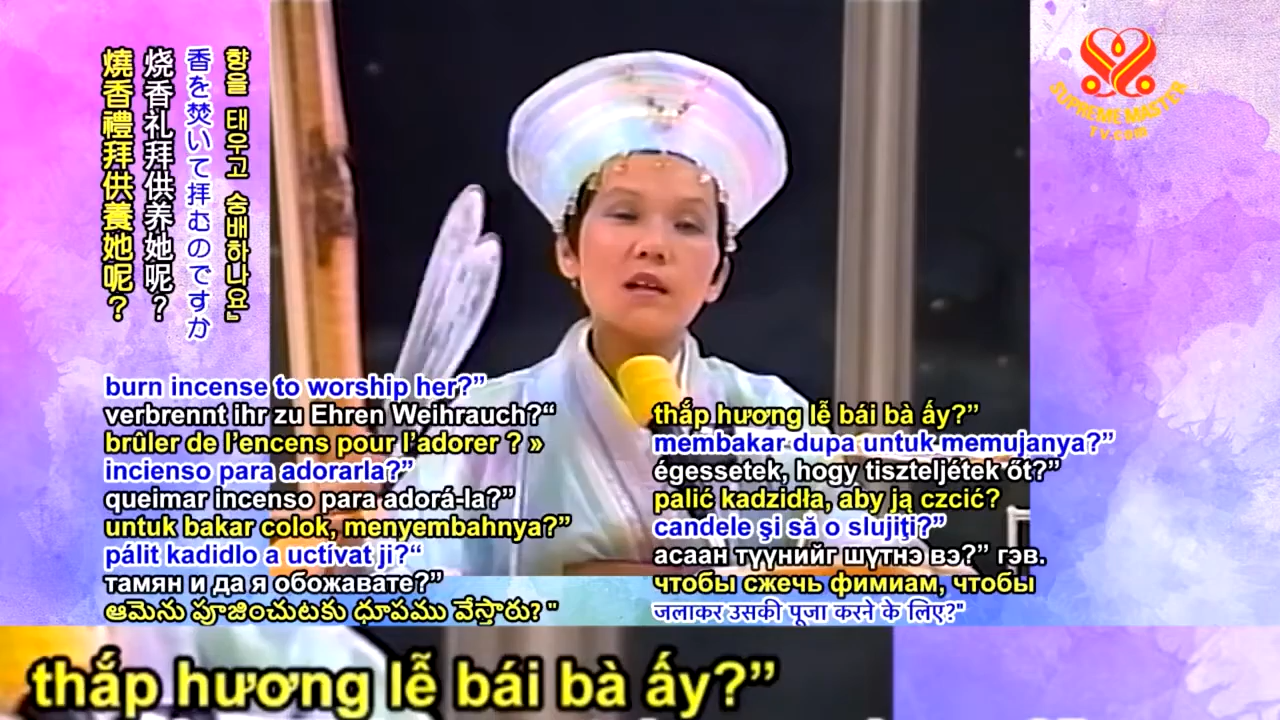 향을 태우고 숭배하나요』
香を焚いて拝むのですか
烧香礼拜供养她呢？
燒香禮拜供養她呢？
SUPREME MASTER
TV.COM
burn incense to worship her?”
verbrennt ihr zu Ehren Weihrauch?“
brûler de l’encens pour l’adorer ? »
incienso para adorarla?”
queimar incenso para adorá-la?”
untuk bakar colok, menyembahnya?”
pálit kadidlo a uctívat ji?“
тамян и да я обожавате?”
ఆమెను పూజించుటకు ధూపము వేస్తారు? "
thắp hương lễ bái bà ấy?”
membakar dupa untuk memujanya?”
égessetek, hogy tiszteljétek őt?”
palić kadzidła, aby ją czcić?
candele şi să o slujiţi?”
асаан түүнийг шүтнэ вэ?” гэв.
чтобы сжечь фимиам, чтобы
जलाकर उसकी पूजा करने के लिए?"
thắp hương lễ bái bà ấy?”